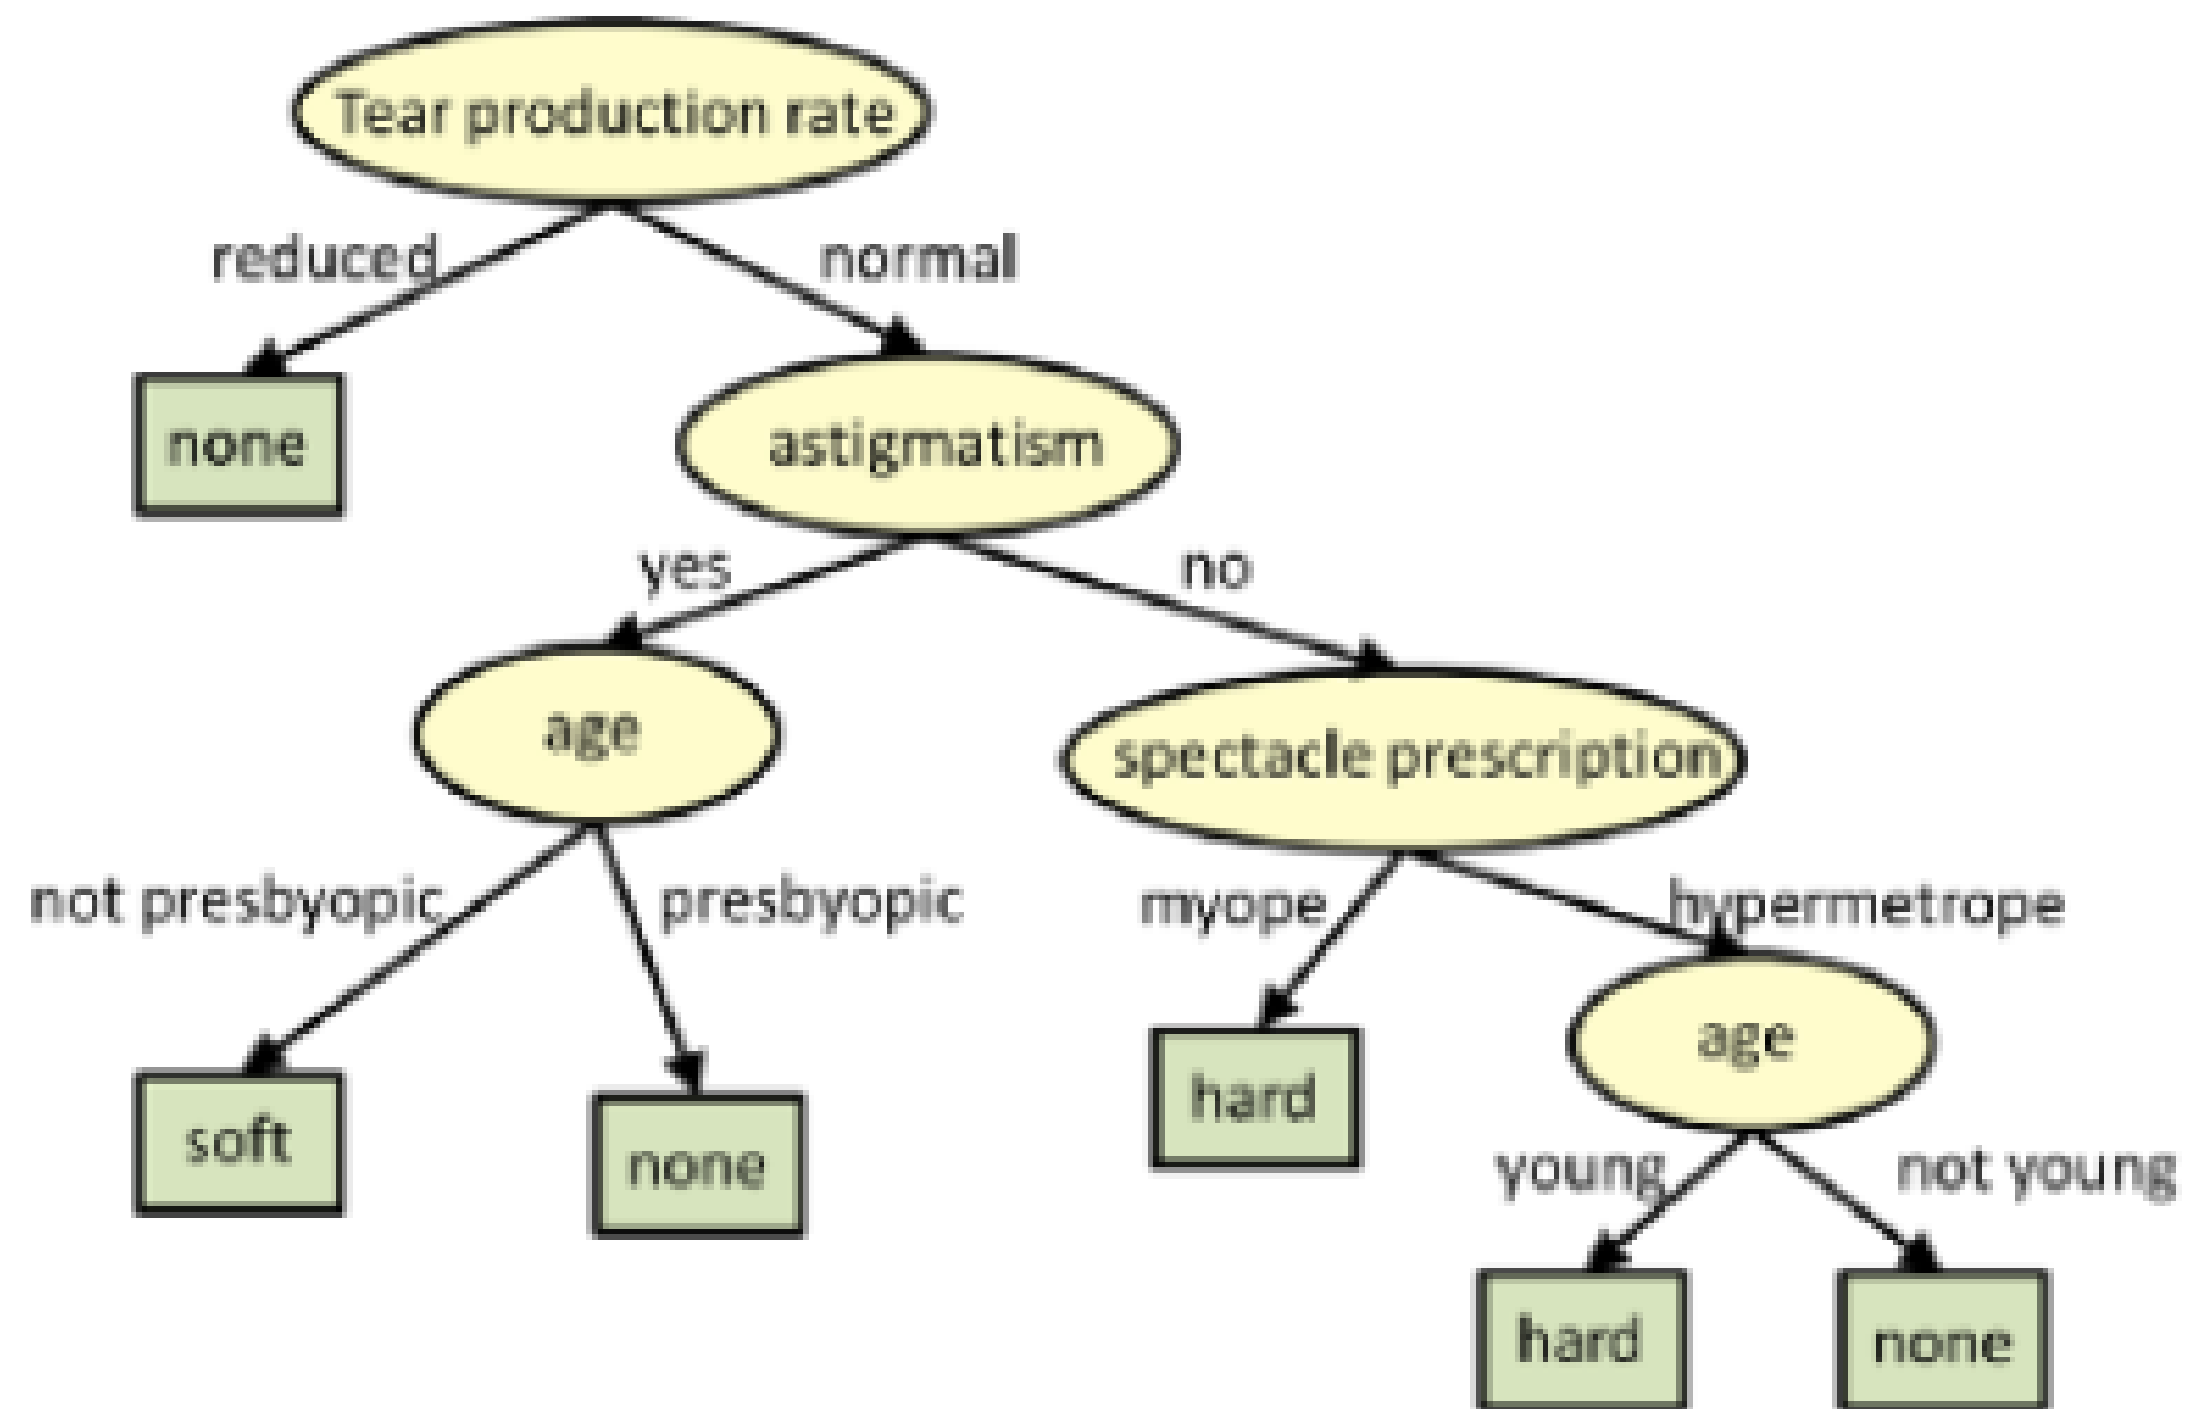 Tear production rate
reduced
normal
none
astigmatism
yes
no
age
spectacle prescription
not presbyopic
presbyopic
myope
hypermetrope
soft
none
hard
age
young
not young
hard
none